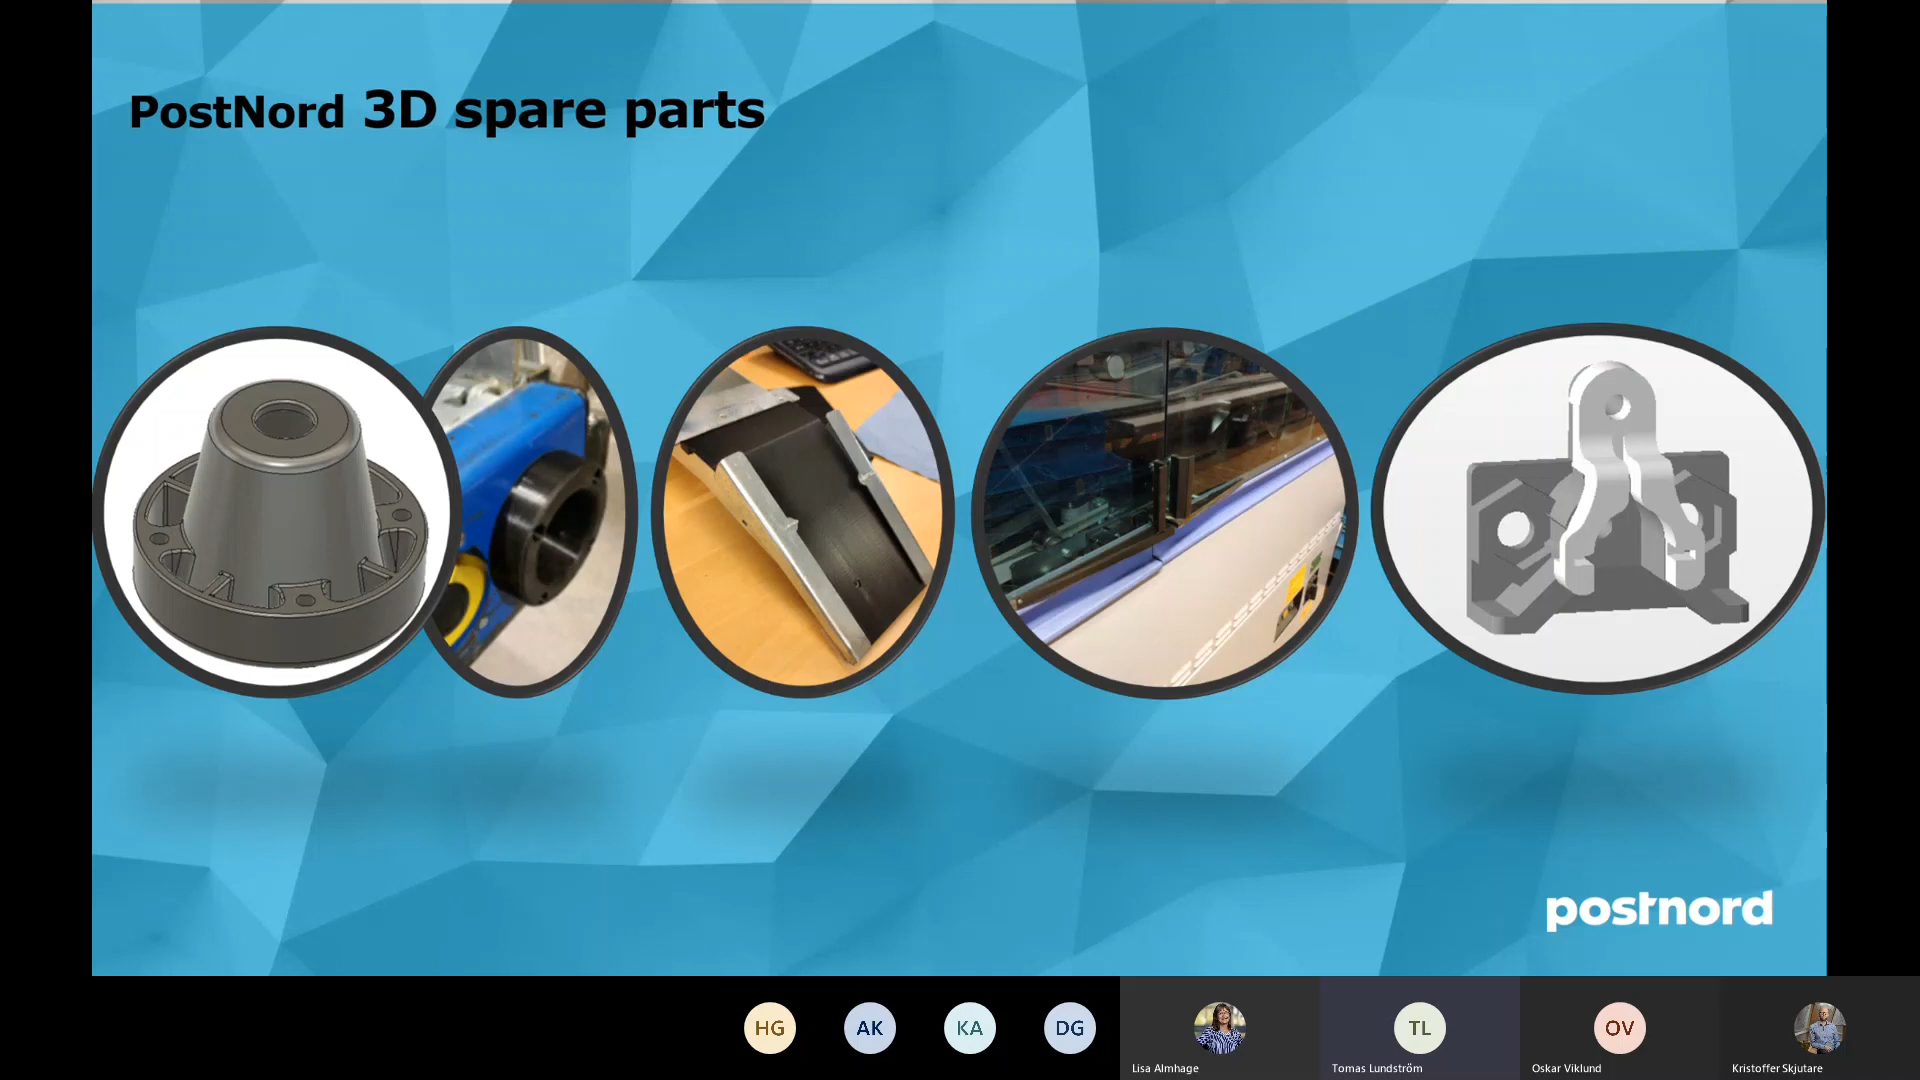 PostNord 3D spare parts
postnord
HG
AK
KA
DG
TL
OV
Lisa Almhage
Tomas Lundström
Oskar Viklund
Kristoffer Skjutare